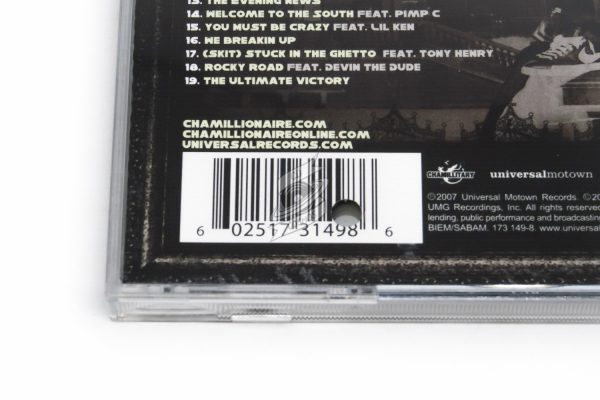 13. THE EVENING NEWS
14. WELCOME TO THE SOUTH FEAT. PIMP C
15. YOU MUST BE CRAZY FEAT. LIL KEN
16. WE BREAKIN UP
17. (SKIT) STUCK IN THE GHETTO FEAT. TONY HENRY
18. ROCKY ROAD FEAT. DEVIN THE DUDE
19. THE ULTIMATE VICTORY
CHAMILLIONAIRE.COM
CHAMILLIONAIREONLINE.COM
UNIVERSALRECORDS.COM
6 02517 31498 6
CHAMILLITARY
universalmotown
©2007 Universal Motown Records.
UMG Recordings, Inc. All rights reserved
lending, public performance and broadcasting
BIEM/SABAM. 173 149-8. www.univers